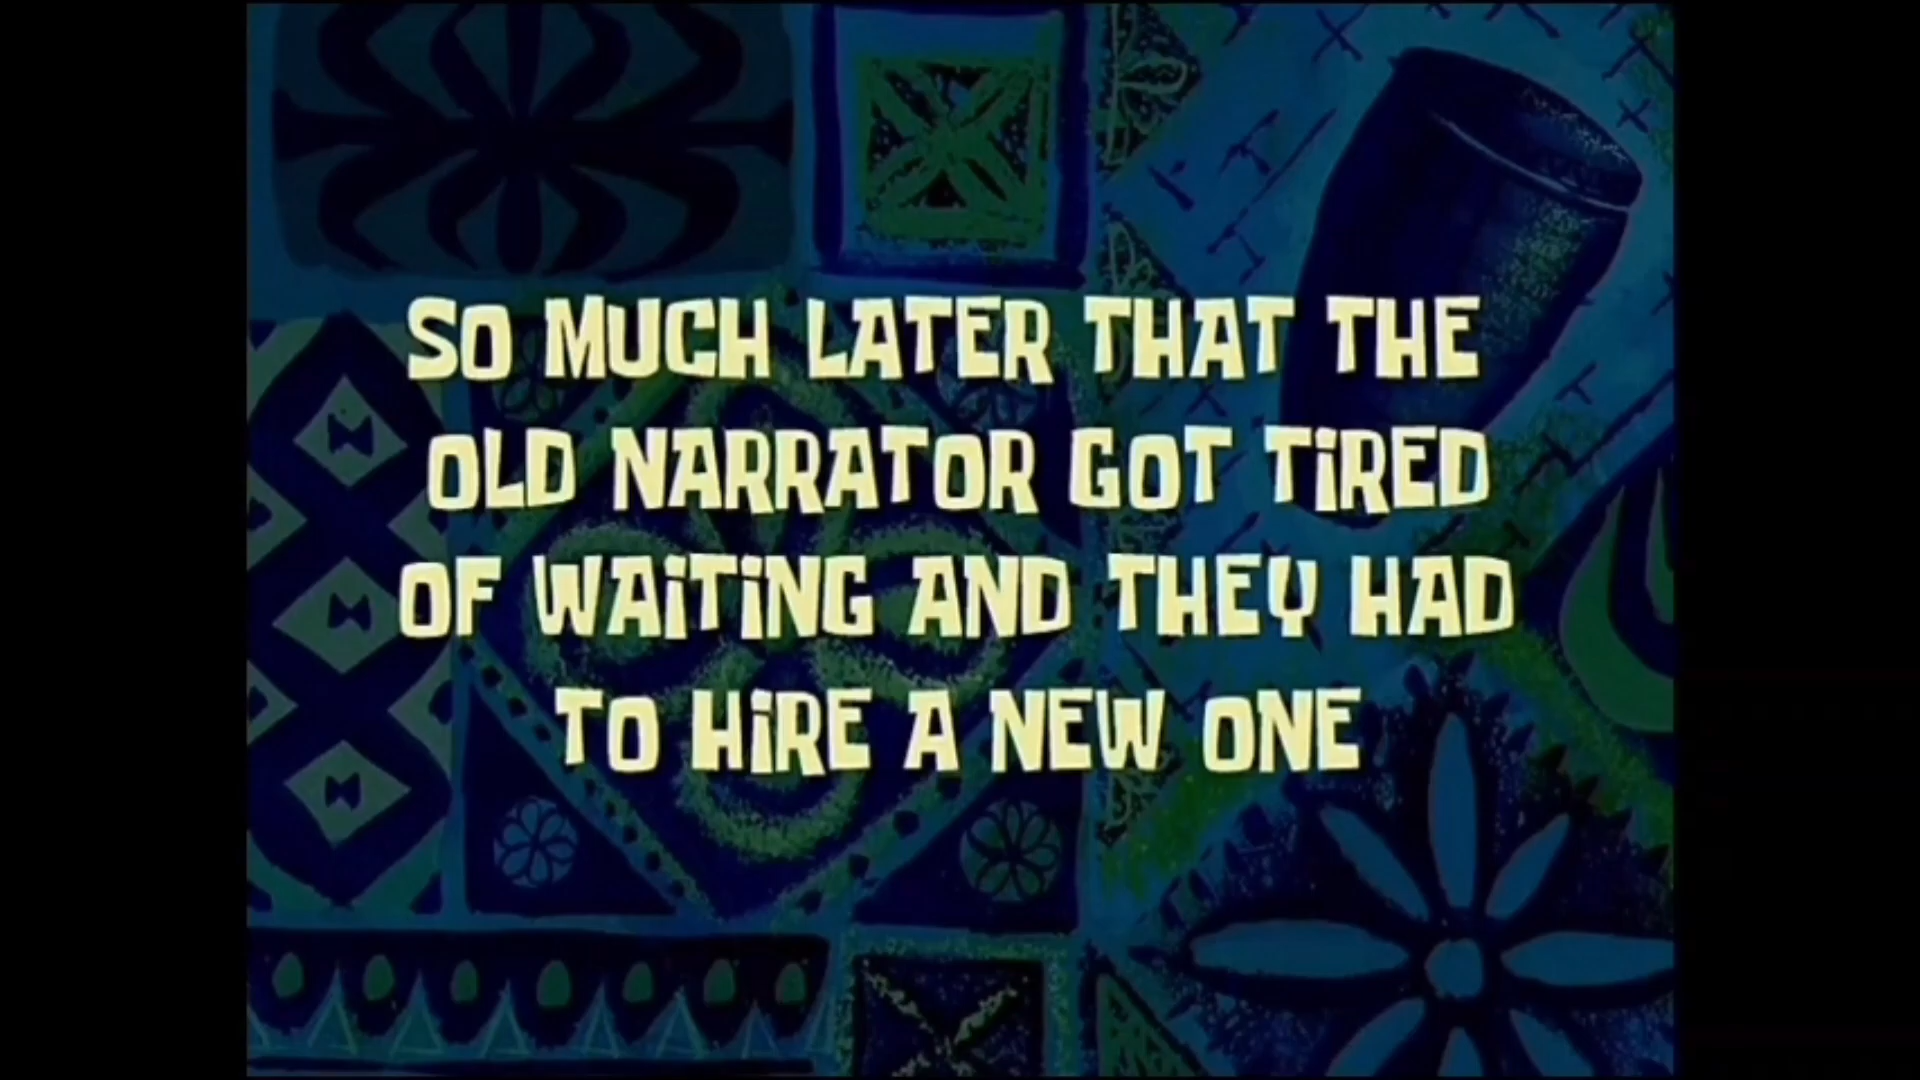 SO MUCH LATER THAT THE
OLD NARRATOR GOT TiRED
OF WAiTiNG AND THEY HAD
TO HiRE A NEW ONE